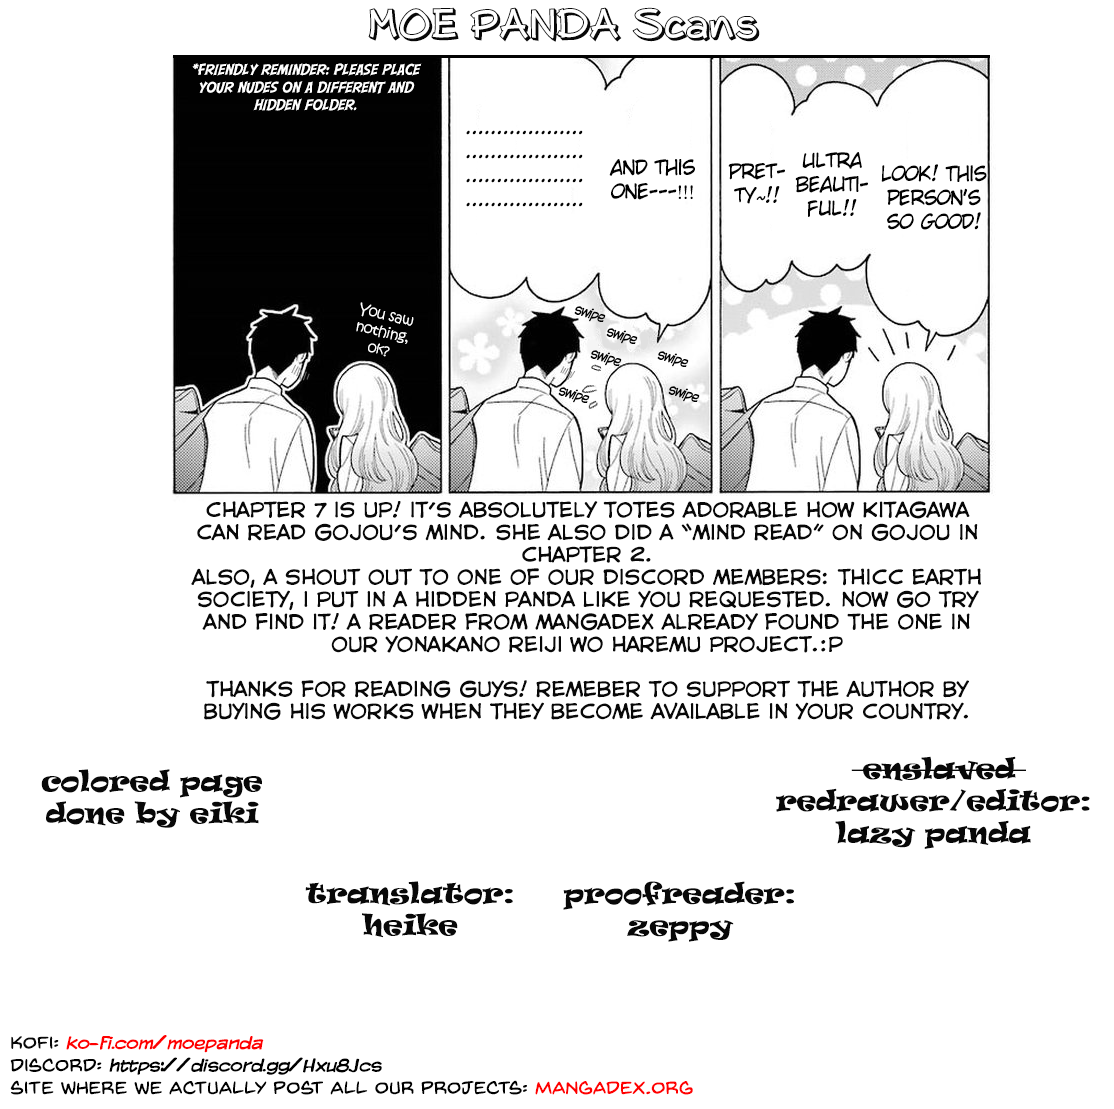 MOE PANDA Scans
LOOK! THIS
PERSON'S
SO GOOD!
ULTRA
BEAUTI-
FUL!!
PRET-
TY~!!
AND THIS
ONE---!!!
...................
...................
...................
...................
swipe
swipe
swipe
swipe
swipe
swipe
*FRIENDLY REMINDER: PLEASE PLACE
YOUR NUDES ON A DIFFERENT AND
HIDDEN FOLDER.
You saw
nothing,
ok?
CHAPTER 7 IS UP! IT'S ABSOLUTELY TOTES ADORABLE HOW KITAGAWA
CAN READ GOJOU'S MIND. SHE ALSO DID A "MIND READ" ON GOJOU IN
CHAPTER 2.
ALSO, A SHOUT OUT TO ONE OF OUR DISCORD MEMBERS: THICC EARTH
SOCIETY, I PUT IN A HIDDEN PANDA LIKE YOU REQUESTED. NOW GO TRY
AND FIND IT! A READER FROM MANGADEX ALREADY FOUND THE ONE IN
OUR YONAKANO REIJI WO HAREMU PROJECT.:P
THANKS FOR READING GUYS! REMEBER TO SUPPORT THE AUTHOR BY
BUYING HIS WORKS WHEN THEY BECOME AVAILABLE IN YOUR COUNTRY.
colored page
done by eiki
enslaved
redrawer/editor:
lazy panda
translator:
heike
proofreader:
zeppy
KOFI: ko-fi.com/moepanda
DISCORD: https://discord.gg/Hxu8Jcs
SITE WHERE WE ACTUALLY POST ALL OUR PROJECTS: MANGADEX.ORG